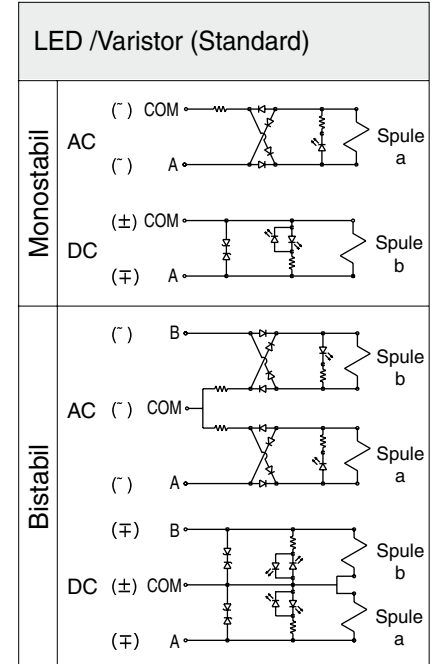 LED /Varistor (Standard)
Monostabil
AC
(~) COM
(~) A
Spule
a
DC
(±) COM
(∓) A
Spule
b
Bistabil
AC
(~) B
(~) COM
(~) A
Spule
b
Spule
a
DC
(∓) B
(±) COM
(∓) A
Spule
b
Spule
a